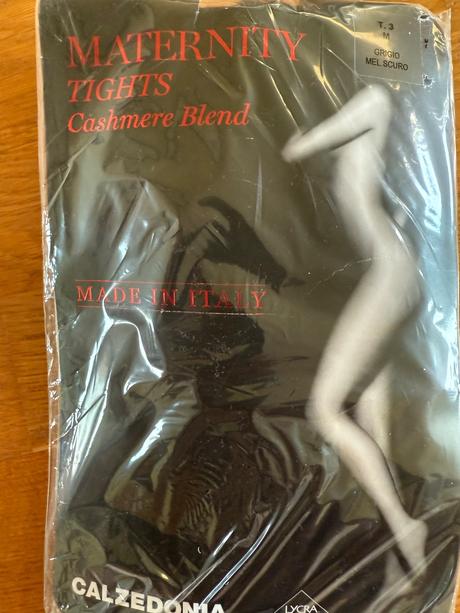 MATERNITY
TIGHTS
Cashmere Blend
T. 3
M
GRIGIO
MEL.SCURO
MADE IN ITALY
CALZEDONIA
LYCRA